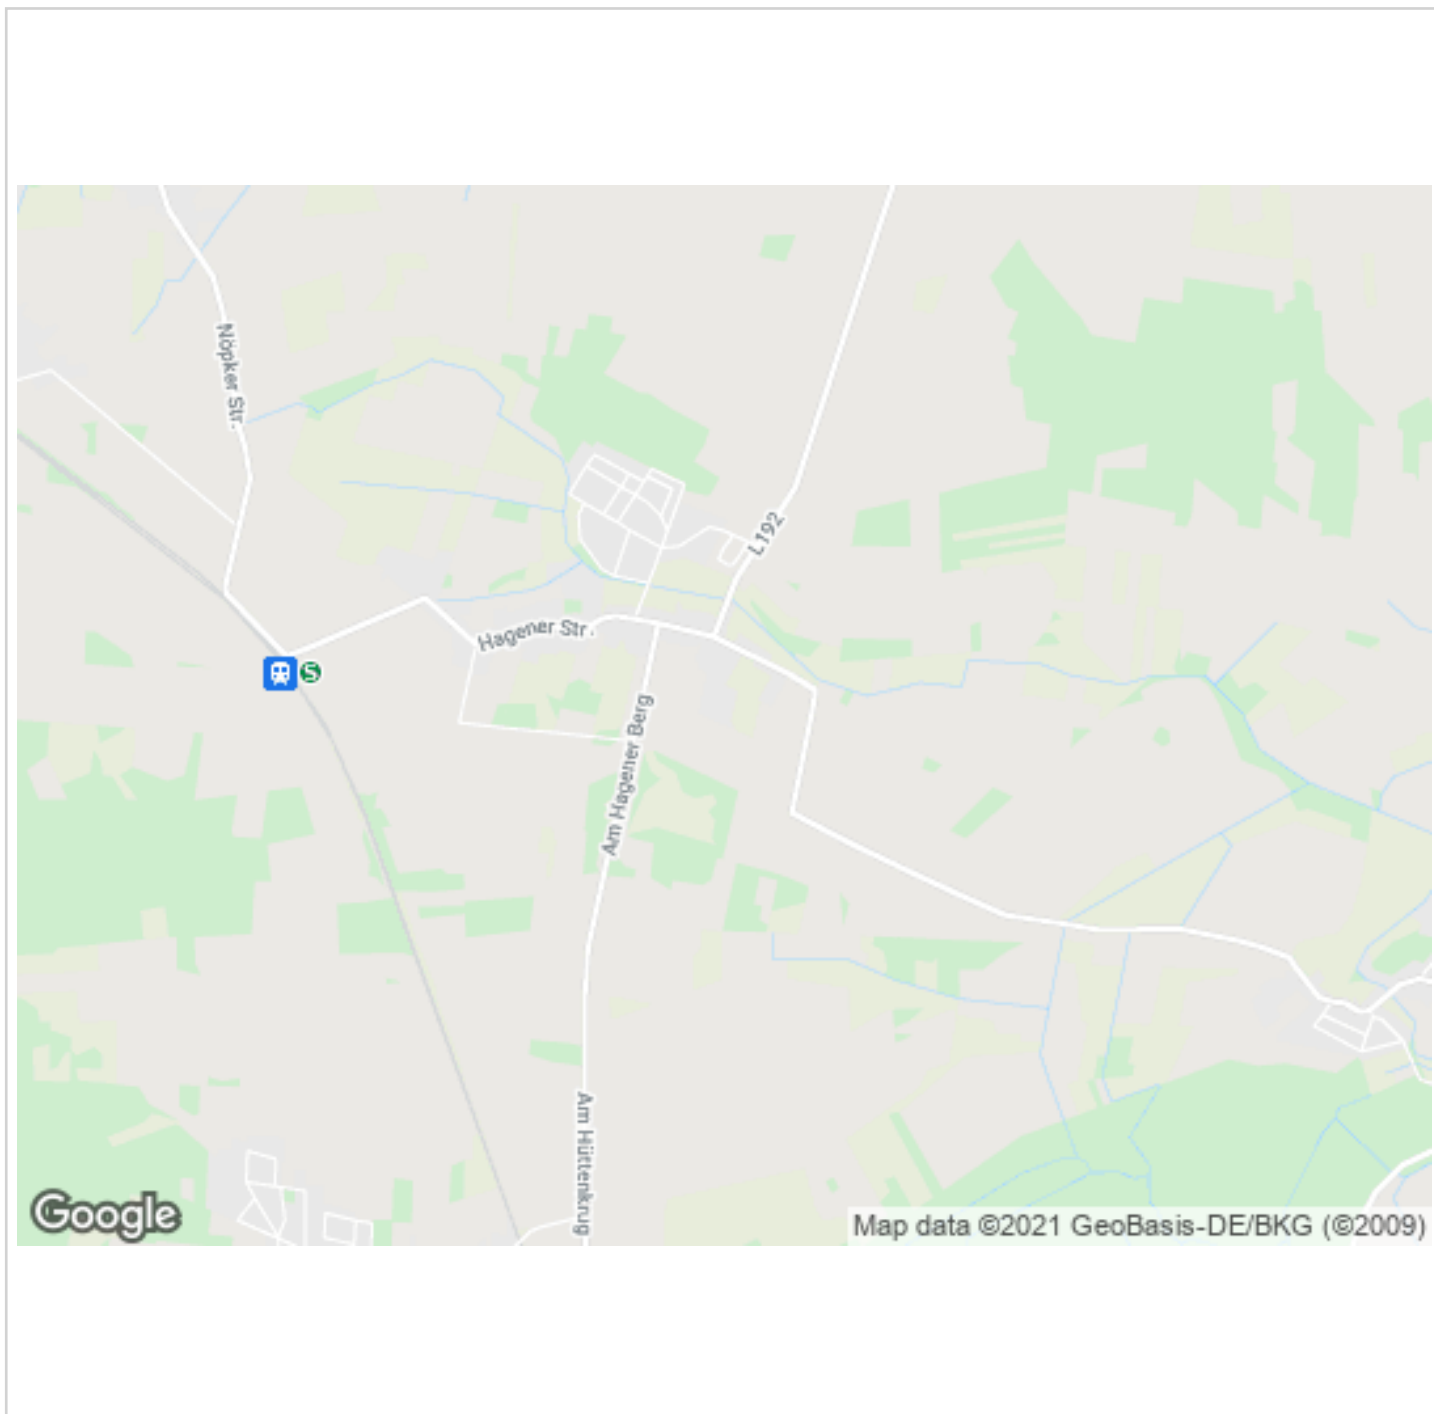 Nöpker Str.
L192
Hagener Str.
S
Am Hagener Berg
Am Hüttenkrug
Google
Map data ©2021 GeoBasis-DE/BKG (©2009)